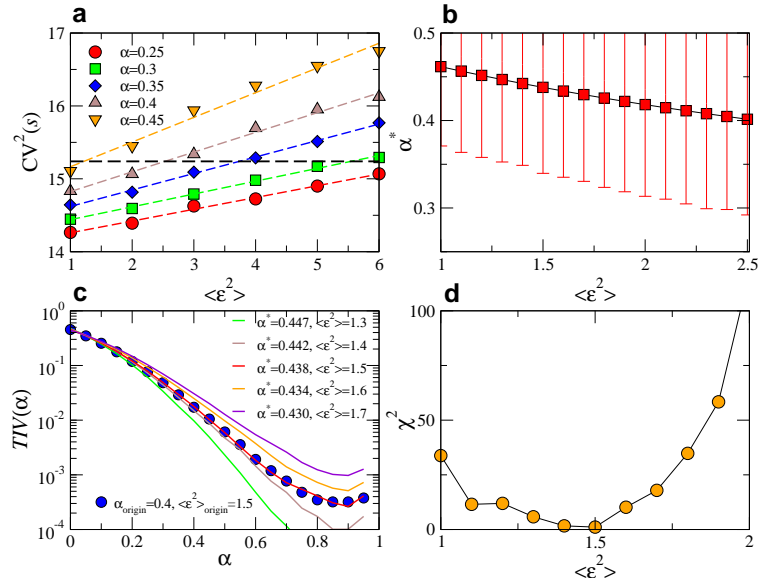 a
17
16
15
14
CV²(s)
α=0.25
α=0.3
α=0.35
α=0.4
α=0.45
1 2 3 4 5 6
<ε²>
b
0.5
0.4
0.3
α*
1 1.5 2 2.5
<ε²>
c
10⁰
10⁻¹
10⁻²
10⁻³
10⁻⁴
TIV(α)
α*=0.447, <ε²>=1.3
α*=0.442, <ε²>=1.4
α*=0.438, <ε²>=1.5
α*=0.434, <ε²>=1.6
α*=0.430, <ε²>=1.7
α_origin=0.4, <ε²>_origin=1.5
0 0.2 0.4 0.6 0.8 1
α
d
100
50
0
χ²
1 1.5 2
<ε²>